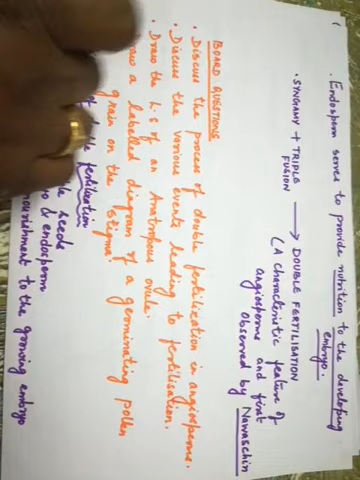 · Endosperm serves to provide nutrition to the developing
embryo.
· SYNGAMY + TRIPLE FUSION → DOUBLE FERTILISATION
(A characteristic feature of
angiosperms and first
observed by Nawaschin
BOARD QUESTIONS
· Discuss the process of double fertilization in angiosperms.
· Discuss the various events leading to fertilisation.
· Draw the L.S of an Anatropous ovule.
a labelled diagram of a germinating pollen
grain on the stigma.
fertilisation
seeds
& endosperm
nourishment to the growing embryo